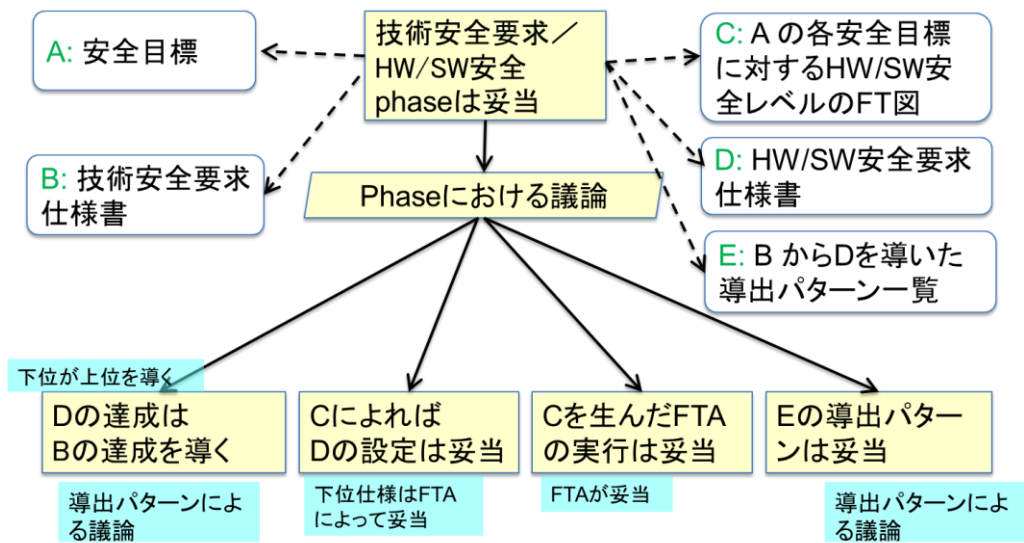 A: 安全目標
技術安全要求／
HW/SW安全
phaseは妥当
C: A の各安全目標
に対するHW/SW安
全レベルのFT図
B: 技術安全要求
仕様書
D: HW/SW安全要求
仕様書
Phaseにおける議論
E: B からDを導いた
導出パターン一覧
下位が上位を導く
Dの達成は
Bの達成を導く
Cによれば
Dの設定は妥当
Cを生んだFTA
の実行は妥当
Eの導出パター
ンは妥当
導出パターンによ
る議論
下位仕様はFTA
によって妥当
FTAが妥当
導出パターンによ
る議論